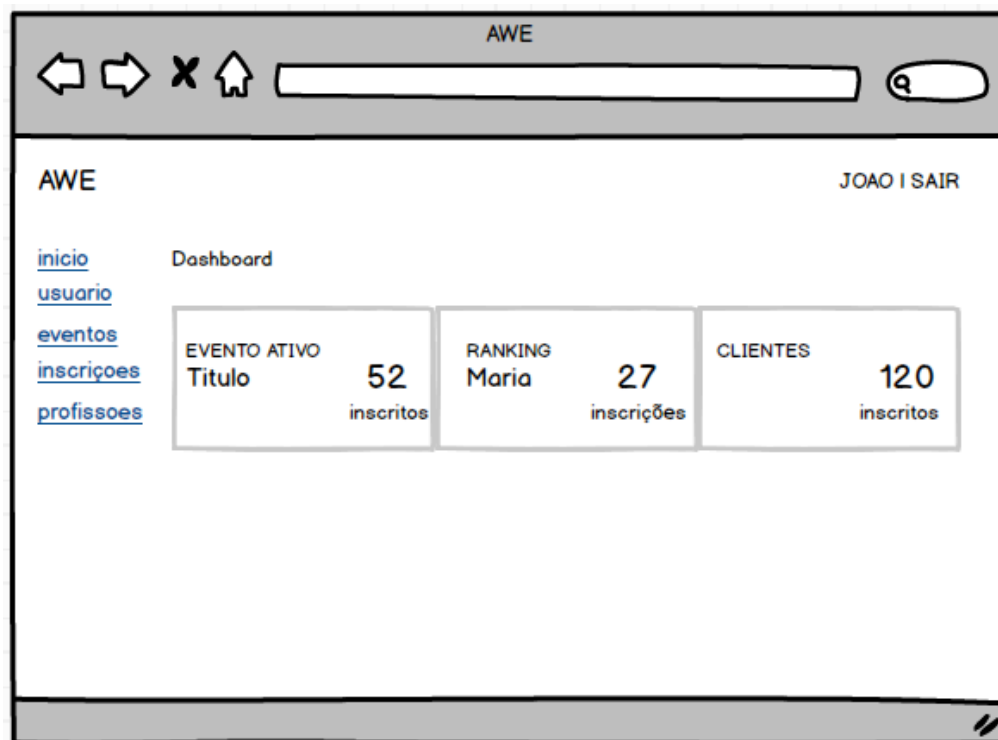 AWE
AWE
JOAO I SAIR
inicio
usuario
eventos
inscriçoes
profissoes
Dashboard
EVENTO ATIVO
Titulo
52
inscritos
RANKING
Maria
27
inscrições
CLIENTES
120
inscritos